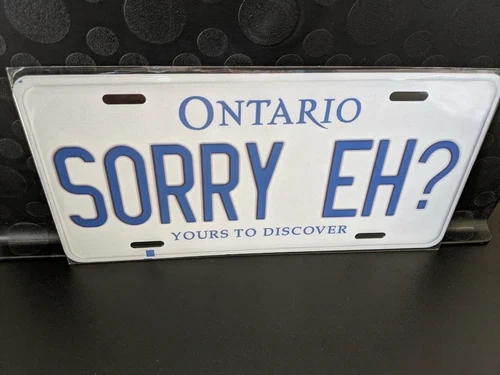 ONTARIO
SORRY EH?
YOURS TO DISCOVER